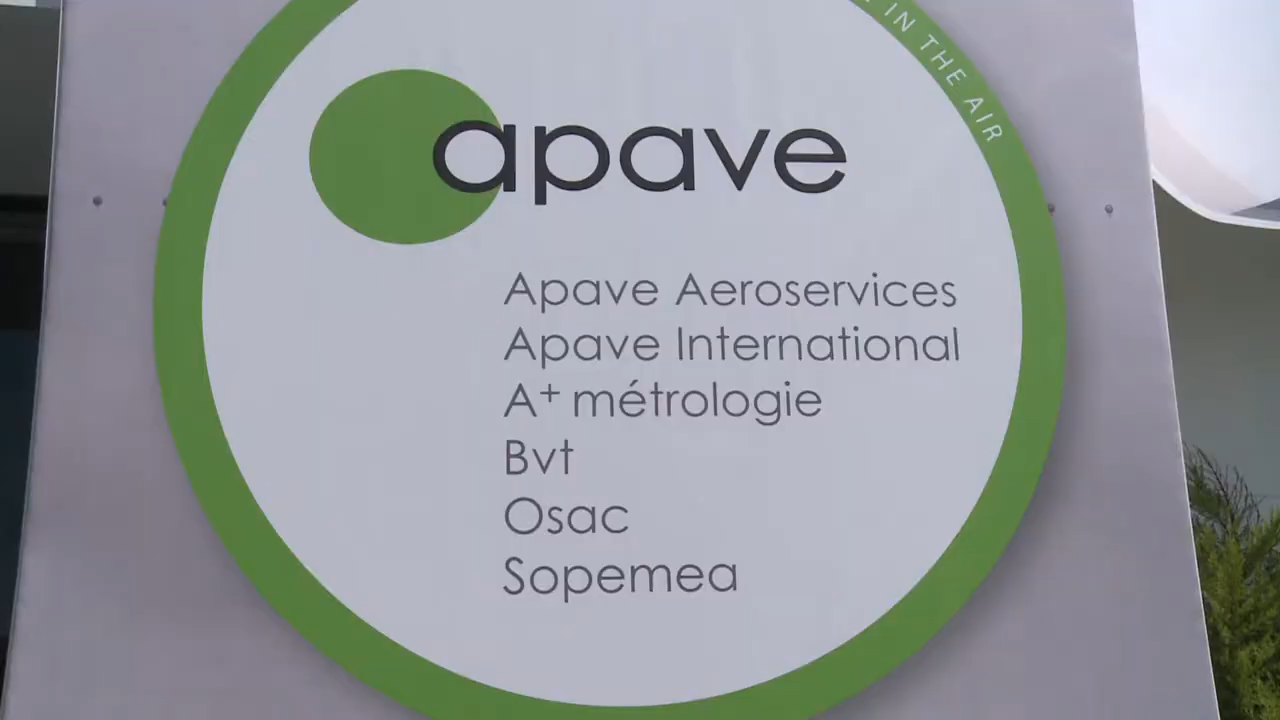 IN THE AIR
apave
Apave Aeroservices
Apave International
A+ métrologie
Bvt
Osac
Sopemea